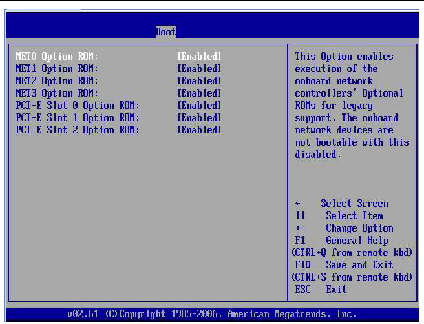 Boot
NET0 Option ROM: [Enabled]
NET1 Option ROM: [Enabled]
NET2 Option ROM: [Enabled]
NET3 Option ROM: [Enabled]
PCI-E Slot 0 Option ROM: [Enabled]
PCI-E Slot 1 Option ROM: [Enabled]
PCI-E Slot 2 Option ROM: [Enabled]
This Option enables
execution of the
onboard network
controllers' Optional
ROMs for legacy
support. The onboard
network devices are
not bootable with this
disabled.
Select Screen
Select Item
Change Option
F1 General Help
(CTRL+Q from remote kbd)
F10 Save and Exit
(CTRL+S from remote kbd)
ESC Exit
v02.61 (C)Copyright 1985-2006, American Megatrends, Inc.